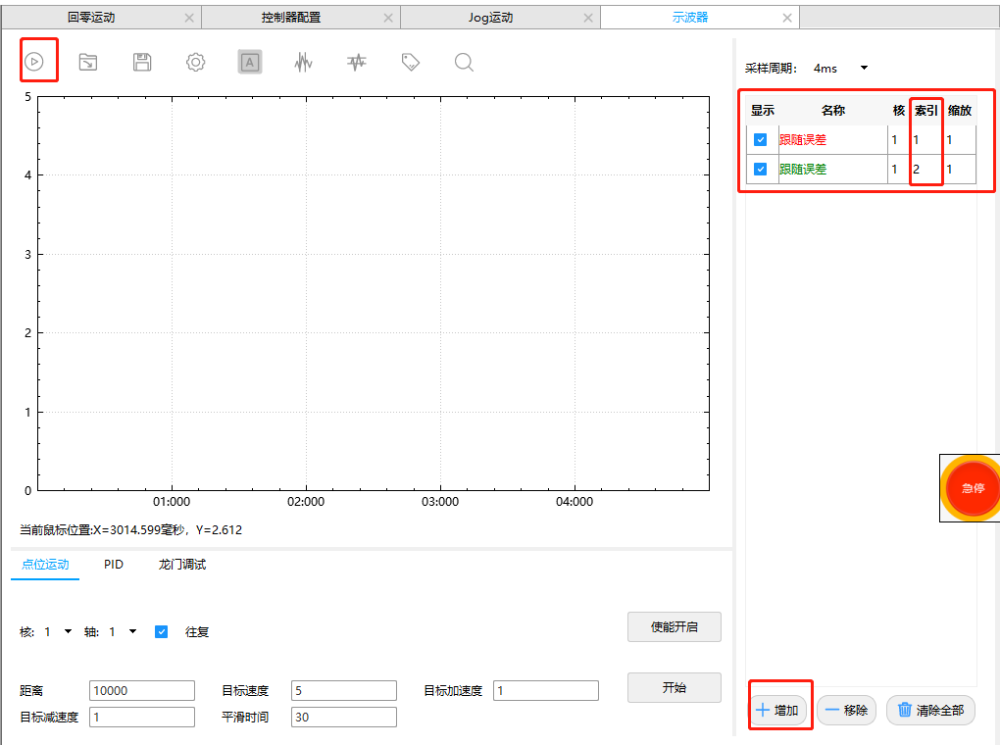 回零运动 控制器配置 Jog运动 示波器
A
采样周期： 4ms
显示 名称 核 索引 缩放
跟随误差 1 1 1
跟随误差 1 2 1
5
4
3
2
1
0
01:000 02:000 03:000 04:000
当前鼠标位置:X=3014.599毫秒，Y=2.612
急停
点位运动 PID 龙门调试
核: 1 轴: 1 往复
使能开启
距离 10000 目标速度 5 目标加速度 1
开始
目标减速度 1 平滑时间 30
增加 移除 清除全部